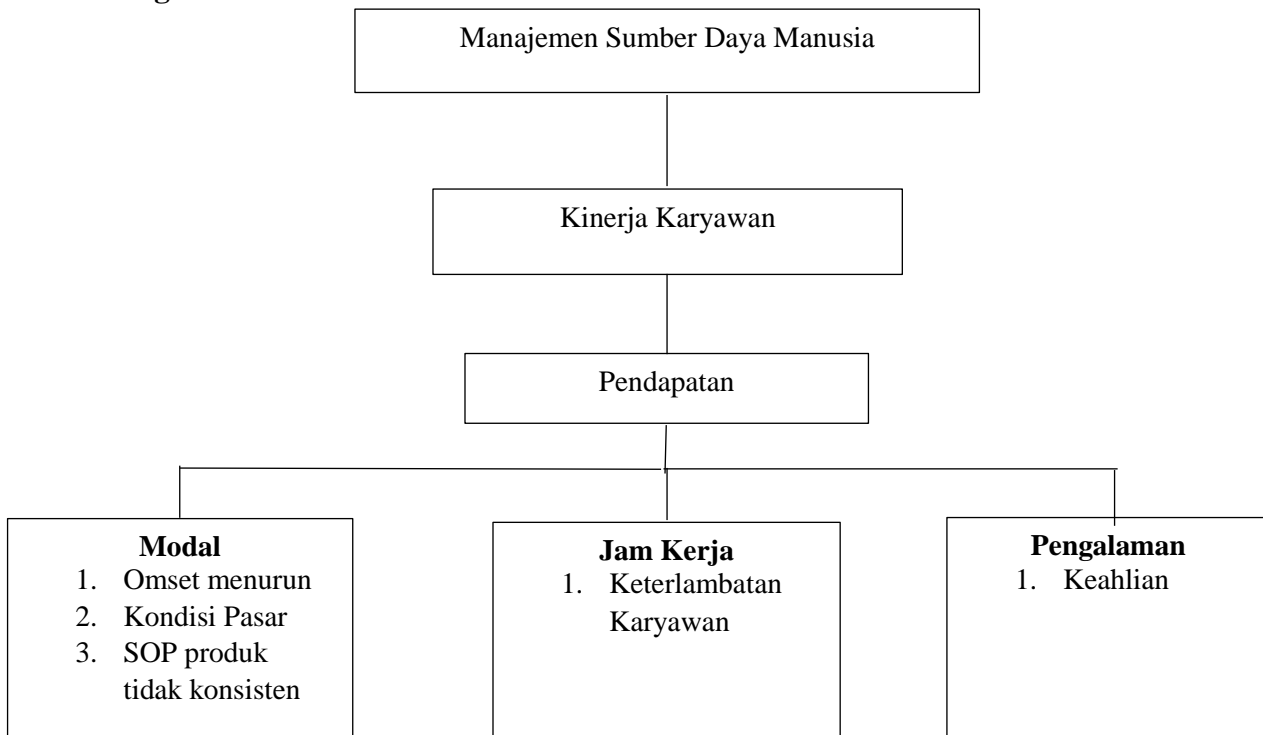 Manajemen Sumber Daya Manusia
Kinerja Karyawan
Pendapatan
Modal
1. Omset menurun
2. Kondisi Pasar
3. SOP produk
tidak konsisten
Jam Kerja
1. Keterlambatan
Karyawan
Pengalaman
1. Keahlian